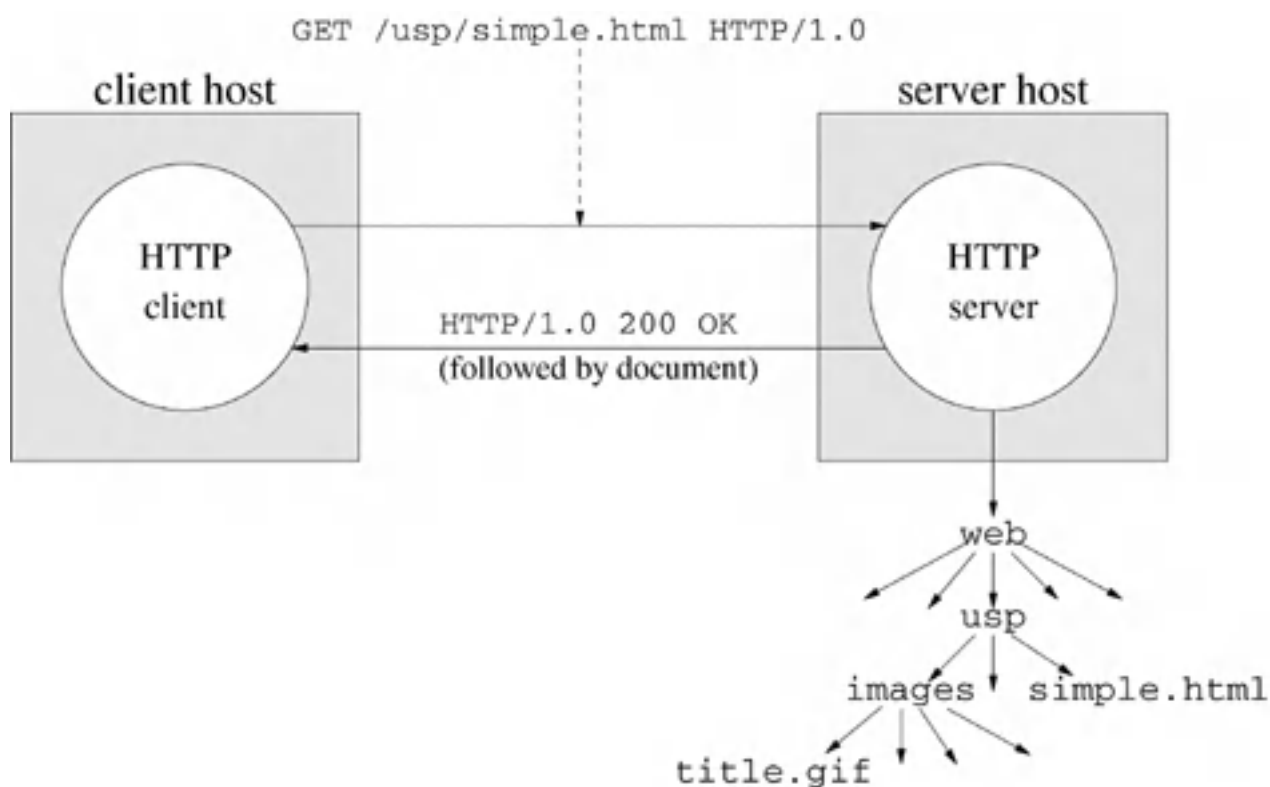 GET /usp/simple.html HTTP/1.0
client host
server host
HTTP
client
HTTP
server
HTTP/1.0 200 OK
(followed by document)
web
usp
images
simple.html
title.gif